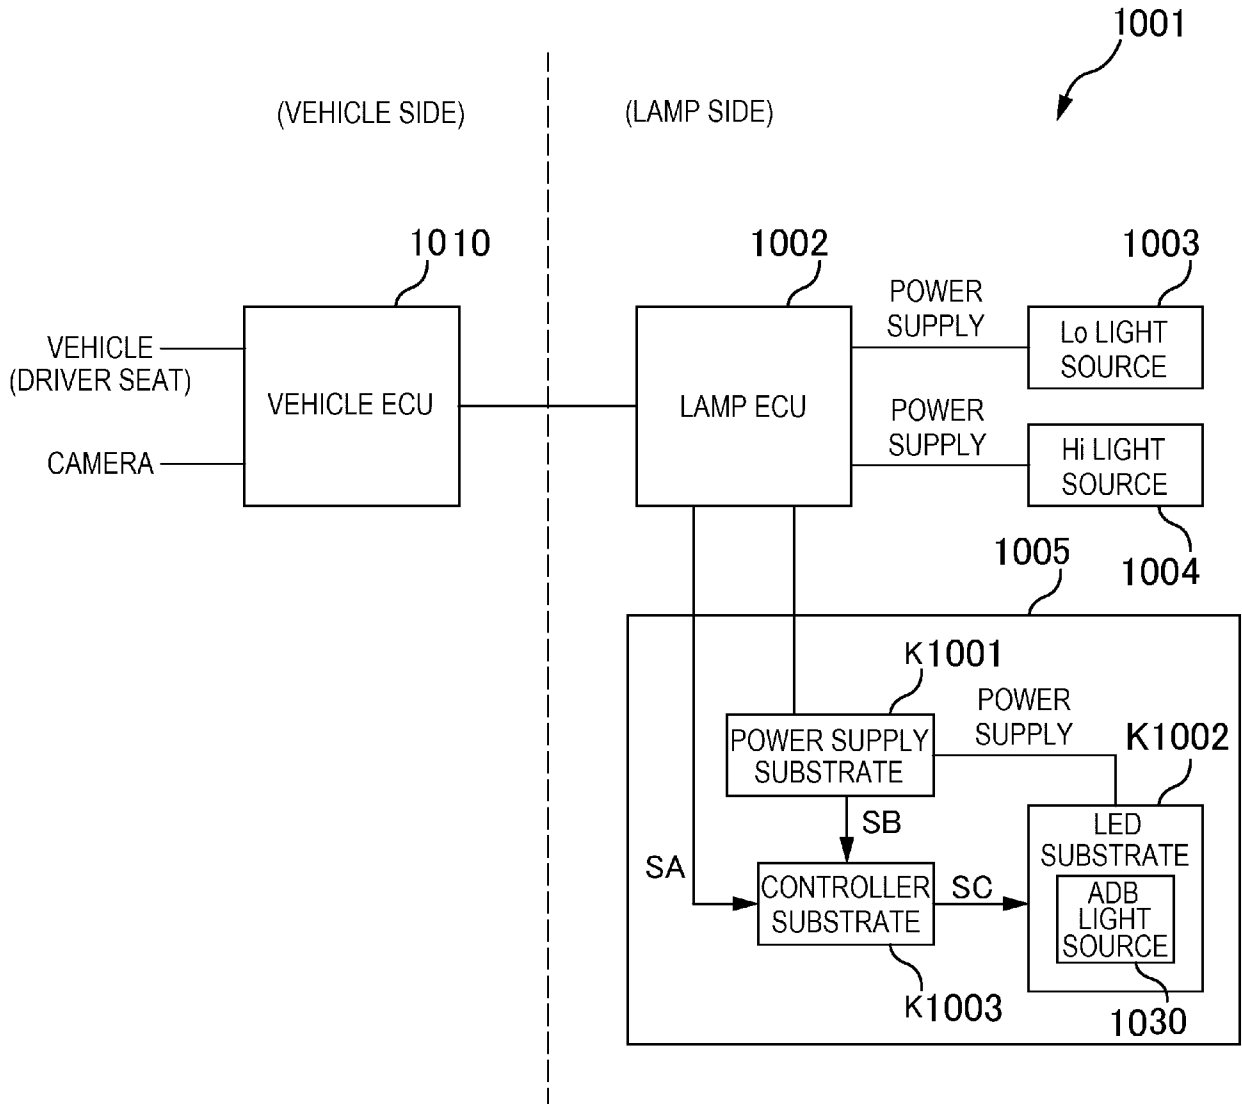 1001
(VEHICLE SIDE)
(LAMP SIDE)
1010
1002
1003
POWER
SUPPLY
Lo LIGHT
SOURCE
VEHICLE
(DRIVER SEAT)
VEHICLE ECU
LAMP ECU
POWER
SUPPLY
Hi LIGHT
SOURCE
CAMERA
1004
1005
K1001
POWER
SUPPLY
K1002
POWER SUPPLY
SUBSTRATE
SB
LED
SUBSTRATE
SA
CONTROLLER
SUBSTRATE
SC
ADB
LIGHT
SOURCE
K1003
1030